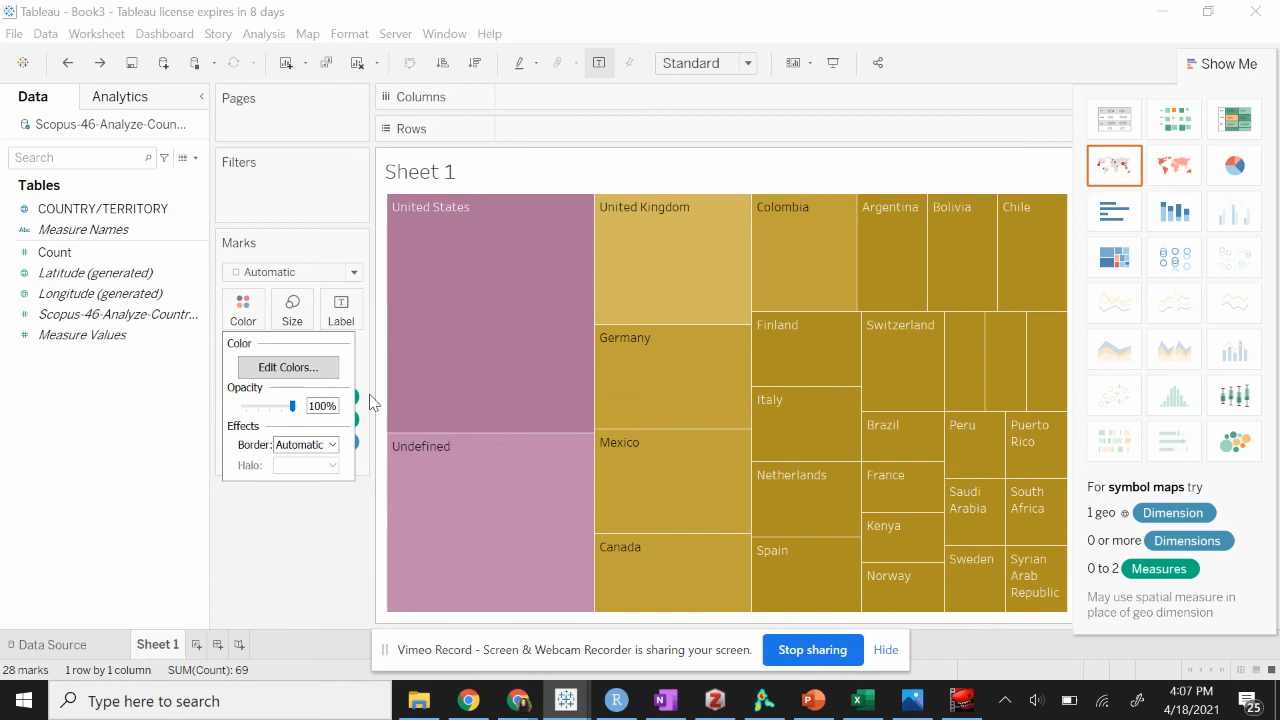 Tableau - Book3 - Tableau license expires in 8 days
File Data Worksheet Dashboard Story Analysis Map Format Server Window Help
Standard
Show Me
Data Analytics
Scopus-46-Analyze-Coun...
Search
Tables
COUNTRY/TERRITORY
Abc Measure Names
Count
Latitude (generated)
Longitude (generated)
Scopus-46-Analyze-Countr...
Measure Values
Pages
Filters
Marks
Automatic
Color Size Label
Color
Edit Colors...
Opacity
100%
Effects
Border: Automatic
Halo:
Columns
Rows
Sheet 1
United States
Undefined
United Kingdom
Germany
Mexico
Canada
Colombia
Argentina
Bolivia
Chile
Finland
Italy
Netherlands
Spain
Switzerland
Brazil
France
Kenya
Norway
Peru
Puerto
Rico
Saudi
Arabia
South
Africa
Sweden
Syrian
Arab
Republic
For symbol maps try
1 geo Dimension
0 or more Dimensions
0 to 2 Measures
May use spatial measure in
place of geo dimension
Data Source Sheet 1
Vimeo Record - Screen & Webcam Recorder is sharing your screen. Stop sharing Hide
28 marks 1 row by 1 column SUM(Count): 69
Type here to search
4:07 PM
4/18/2021
25